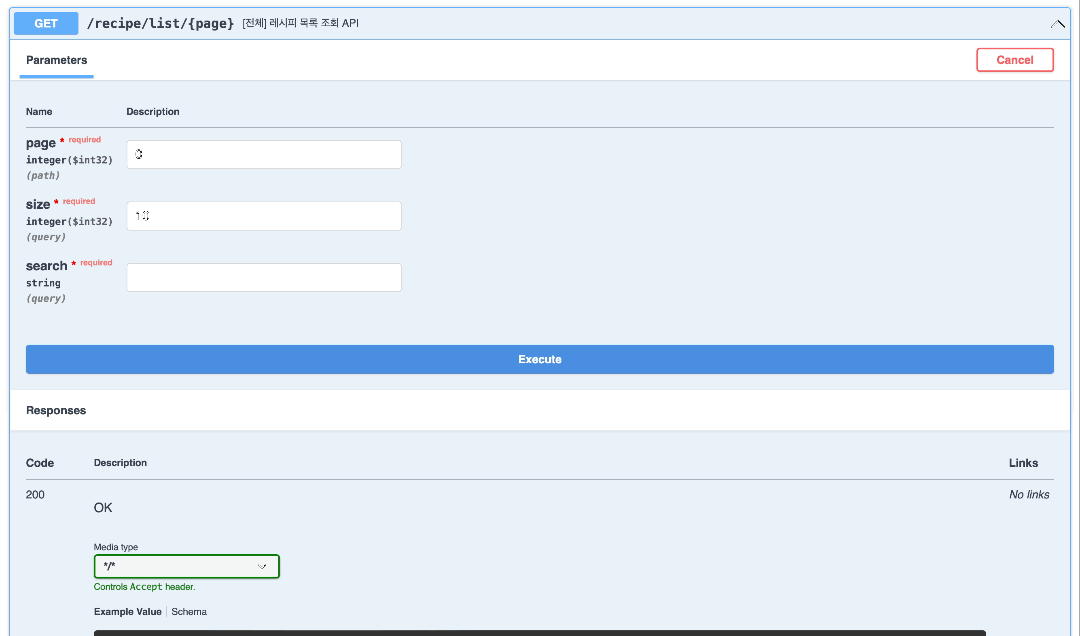 GET /recipe/list/{page} [전체] 레시피 목록 조회 API
Parameters
Cancel
Name Description
page * required
integer($int32)
(path)
0
size * required
integer($int32)
(query)
10
search * required
string
(query)
Execute
Responses
Code Description Links
200
OK
No links
Media type
*/*
Controls Accept header.
Example Value Schema